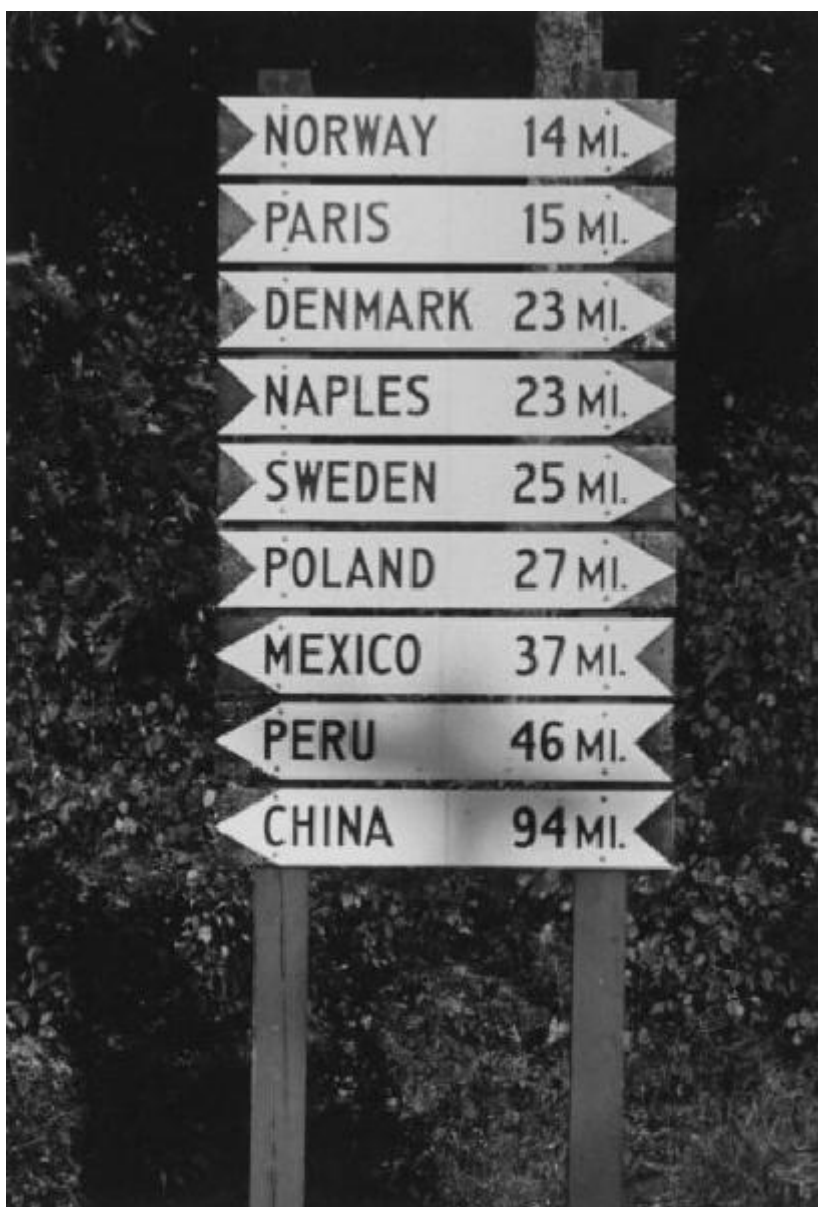 NORWAY 14 MI.
PARIS 15 MI.
DENMARK 23 MI.
NAPLES 23 MI.
SWEDEN 25 MI.
POLAND 27 MI.
MEXICO 37 MI.
PERU 46 MI.
CHINA 94 MI.